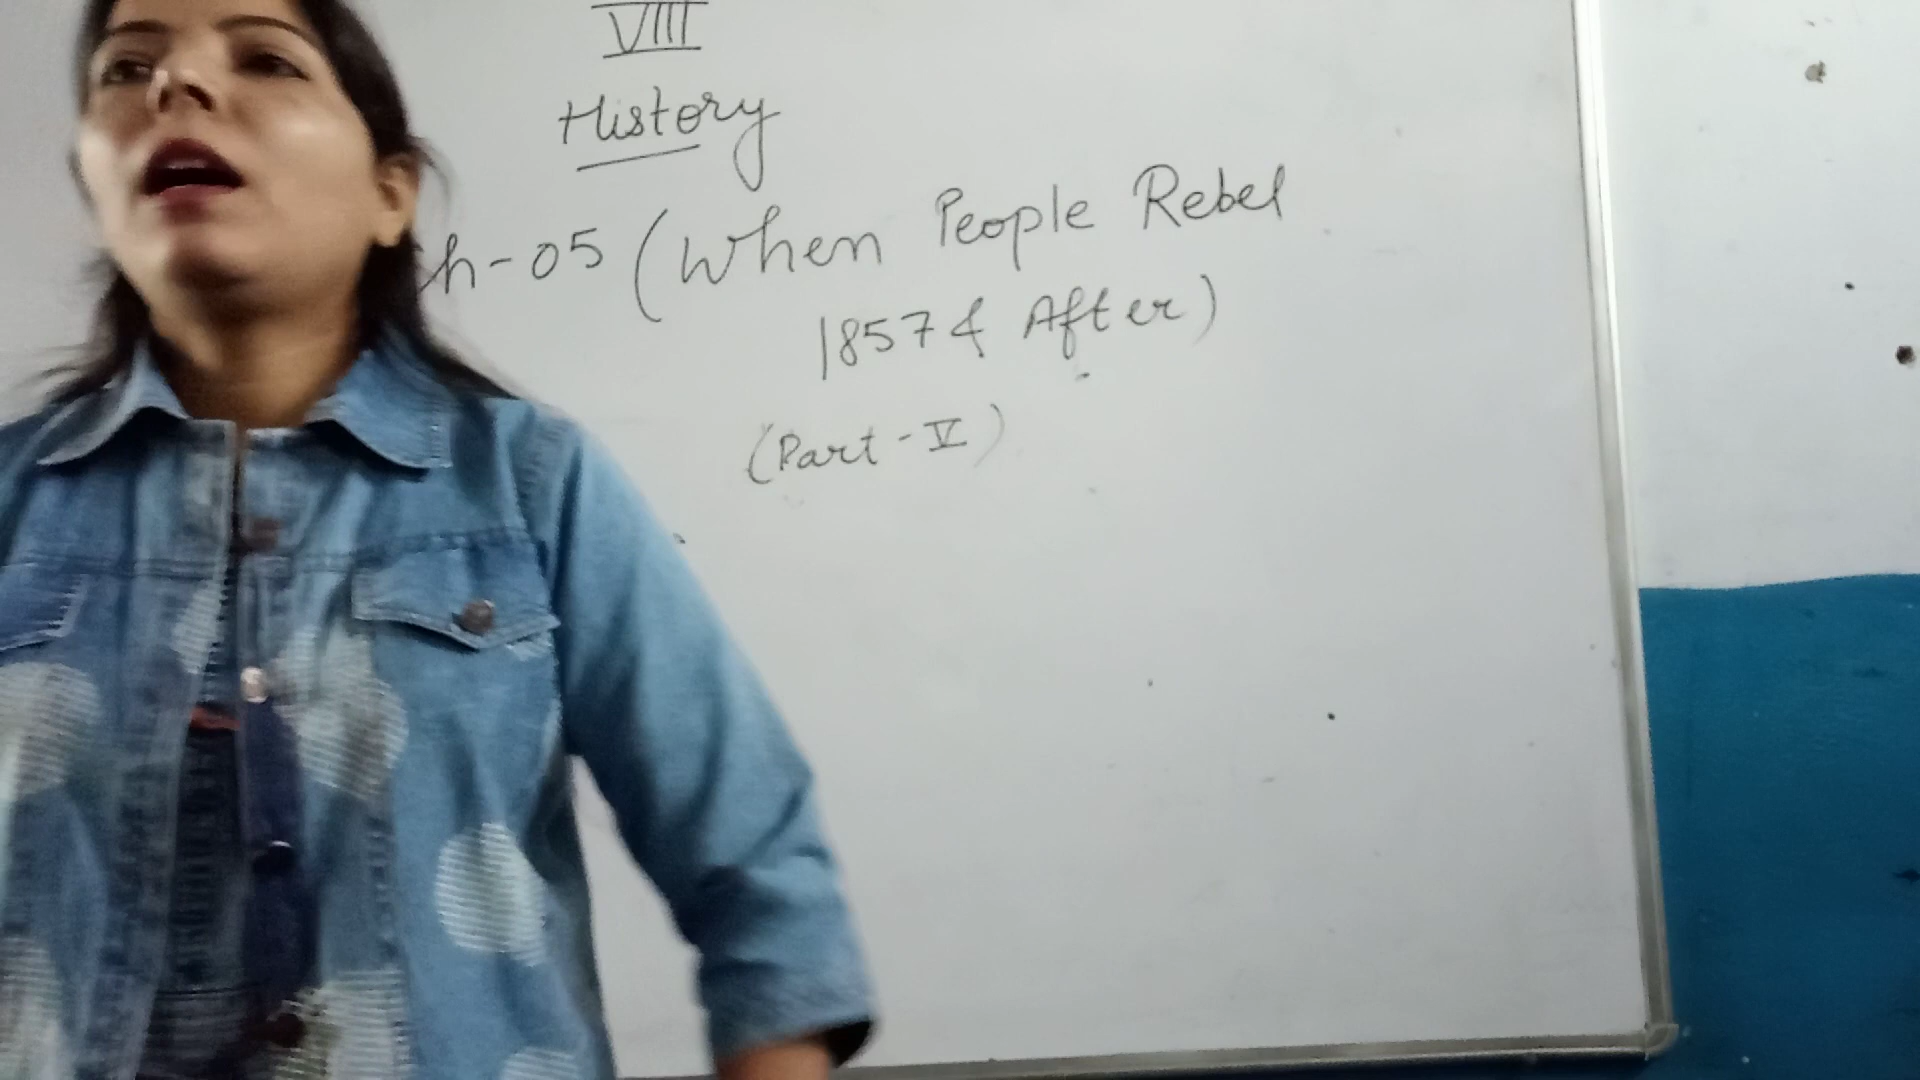 VIII
History
h-05 (When People Rebel
1857 & After)
(Part-V)